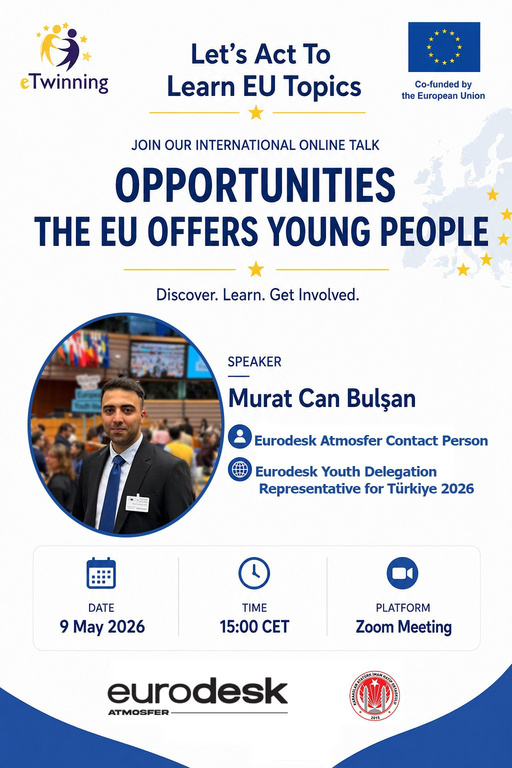 eTwinning
Let's Act To
Learn EU Topics
Co-funded by
the European Union
JOIN OUR INTERNATIONAL ONLINE TALK
OPPORTUNITIES
THE EU OFFERS YOUNG PEOPLE
Discover. Learn. Get Involved.
SPEAKER
Murat Can Bulşan
Eurodesk Atmosfer Contact Person
Eurodesk Youth Delegation
Representative for Türkiye 2026
DATE
9 May 2026
TIME
15:00 CET
PLATFORM
Zoom Meeting
eurodesk
ATMOSFER
2015